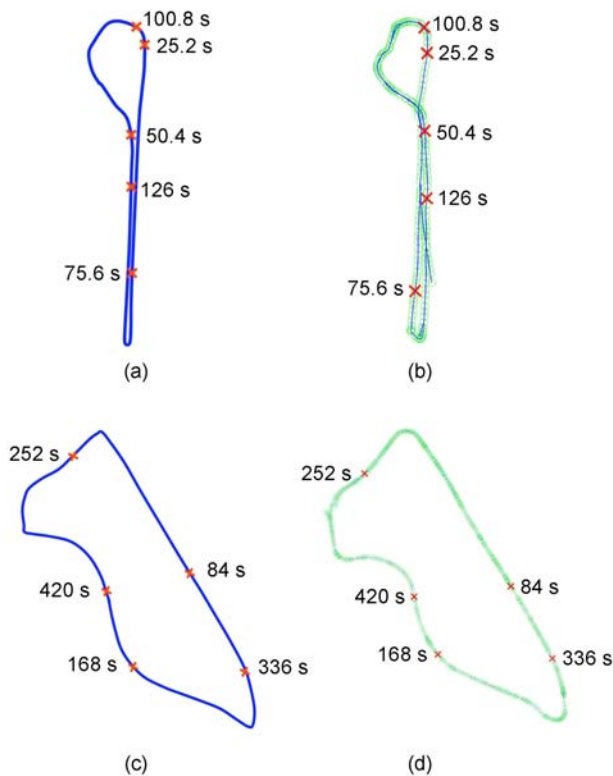 100.8 s
25.2 s
50.4 s
126 s
75.6 s
(a)
100.8 s
25.2 s
50.4 s
126 s
75.6 s
(b)
252 s
84 s
420 s
168 s
336 s
(c)
252 s
84 s
420 s
168 s
336 s
(d)